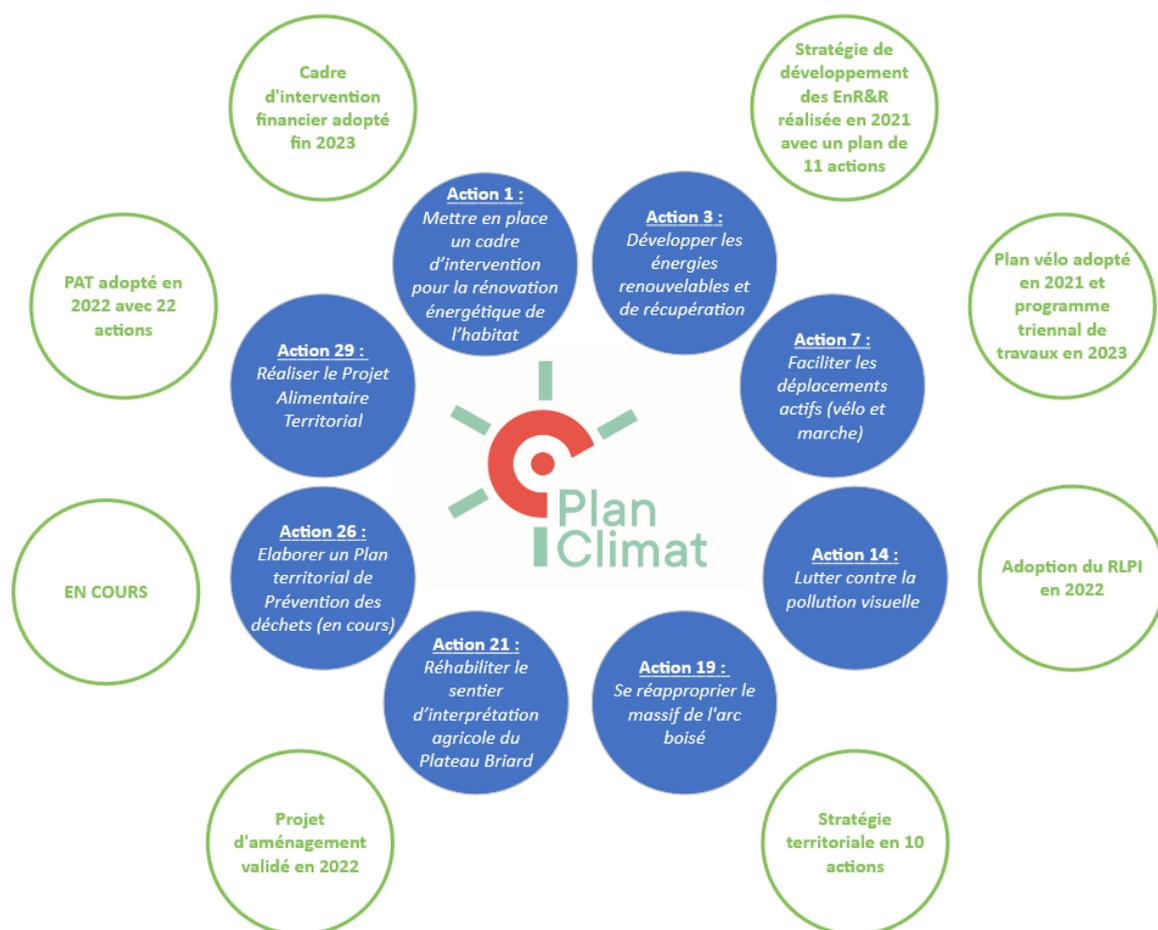 Cadre
d'intervention
financier adopté
fin 2023
Stratégie de
développement
des EnR&R
réalisée en 2021
avec un plan de
11 actions
Action 1 :
Mettre en place
un cadre
d’intervention
pour la rénovation
énergétique de
l’habitat
Action 3 :
Développer les
énergies
renouvelables et
de récupération
PAT adopté en
2022 avec 22
actions
Plan vélo adopté
en 2021 et
programme
triennal de
travaux en 2023
Action 29 :
Réaliser le Projet
Alimentaire
Territorial
Action 7 :
Faciliter les
déplacements
actifs (vélo et
marche)
Plan
Climat
EN COURS
Action 26 :
Elaborer un Plan
territorial de
Prévention des
déchets (en cours)
Action 14 :
Lutter contre la
pollution visuelle
Adoption du RLPI
en 2022
Action 21 :
Réhabiliter le
sentier
d’interprétation
agricole du
Plateau Briard
Action 19 :
Se réapproprier le
massif de l'arc
boisé
Projet
d'aménagement
validé en 2022
Stratégie
territoriale en 10
actions